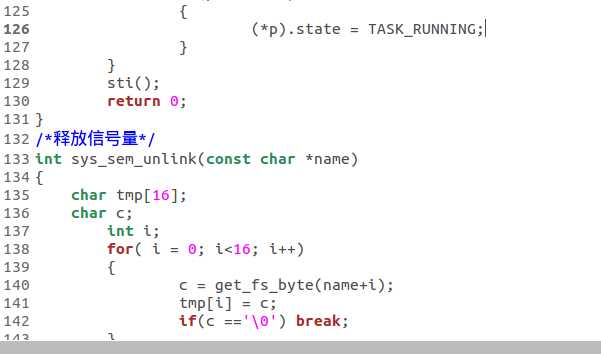 125 {
126 (*p).state = TASK_RUNNING;
127 }
128 }
129 sti();
130 return 0;
131 }
132 /*释放信号量*/
133 int sys_sem_unlink(const char *name)
134 {
135 char tmp[16];
136 char c;
137 int i;
138 for( i = 0; i<16; i++)
139 {
140 c = get_fs_byte(name+i);
141 tmp[i] = c;
142 if(c =='\0') break;
143 }